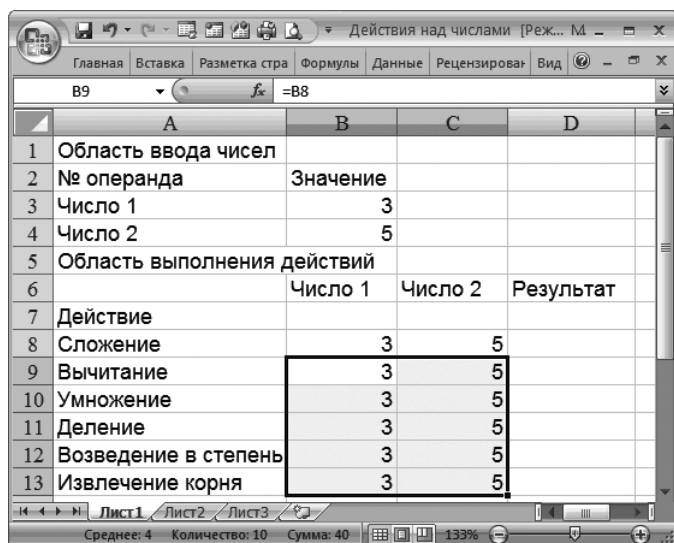 Действия над числами [Реж... М
Главная Вставка Разметка стра Формулы Данные Рецензирован Вид
B9 fx =B8
A B C D
1 Область ввода чисел
2 № операнда Значение
3 Число 1 3
4 Число 2 5
5 Область выполнения действий
6 Число 1 Число 2 Результат
7 Действие
8 Сложение 3 5
9 Вычитание 3 5
10 Умножение 3 5
11 Деление 3 5
12 Возведение в степень 3 5
13 Извлечение корня 3 5
Лист1 Лист2 Лист3
Среднее: 4 Количество: 10 Сумма: 40 133%